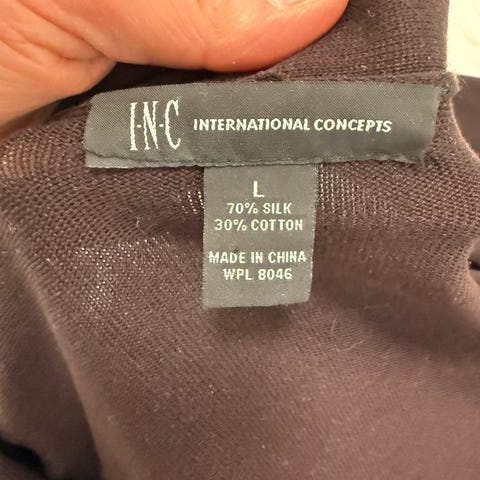 I·N·C INTERNATIONAL CONCEPTS
L
70% SILK
30% COTTON
MADE IN CHINA
WPL 8046